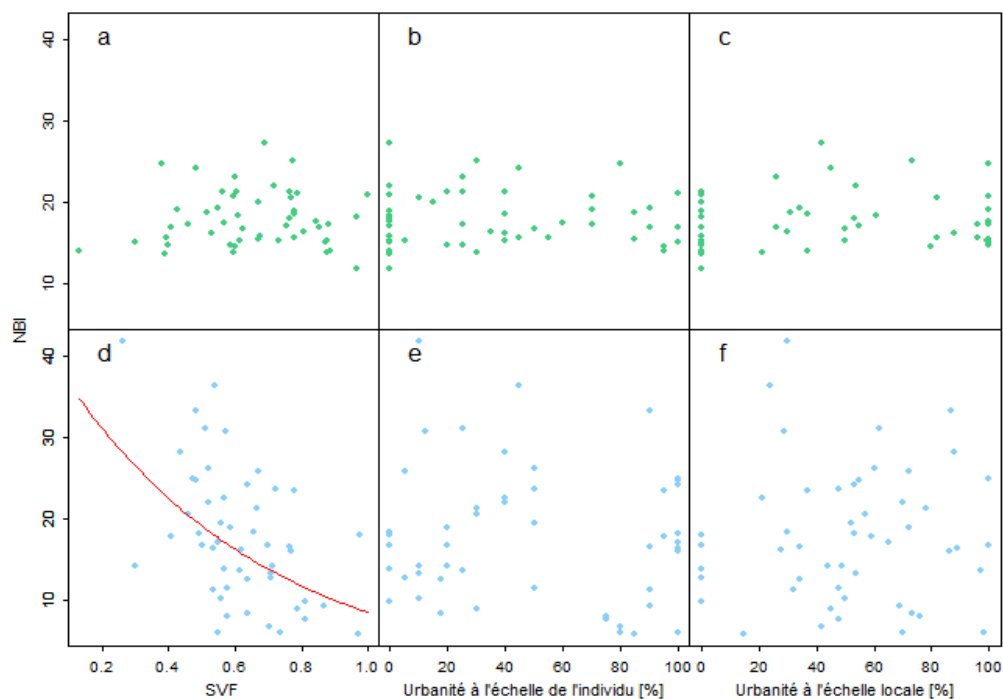 a b c
40
30
20
10
NBI
d e f
40
30
20
10
0.2 0.4 0.6 0.8 1.0 0 20 40 60 80 100 0 20 40 60 80 100
SVF Urbanité à l'échelle de l'individu [%] Urbanité à l'échelle locale [%]